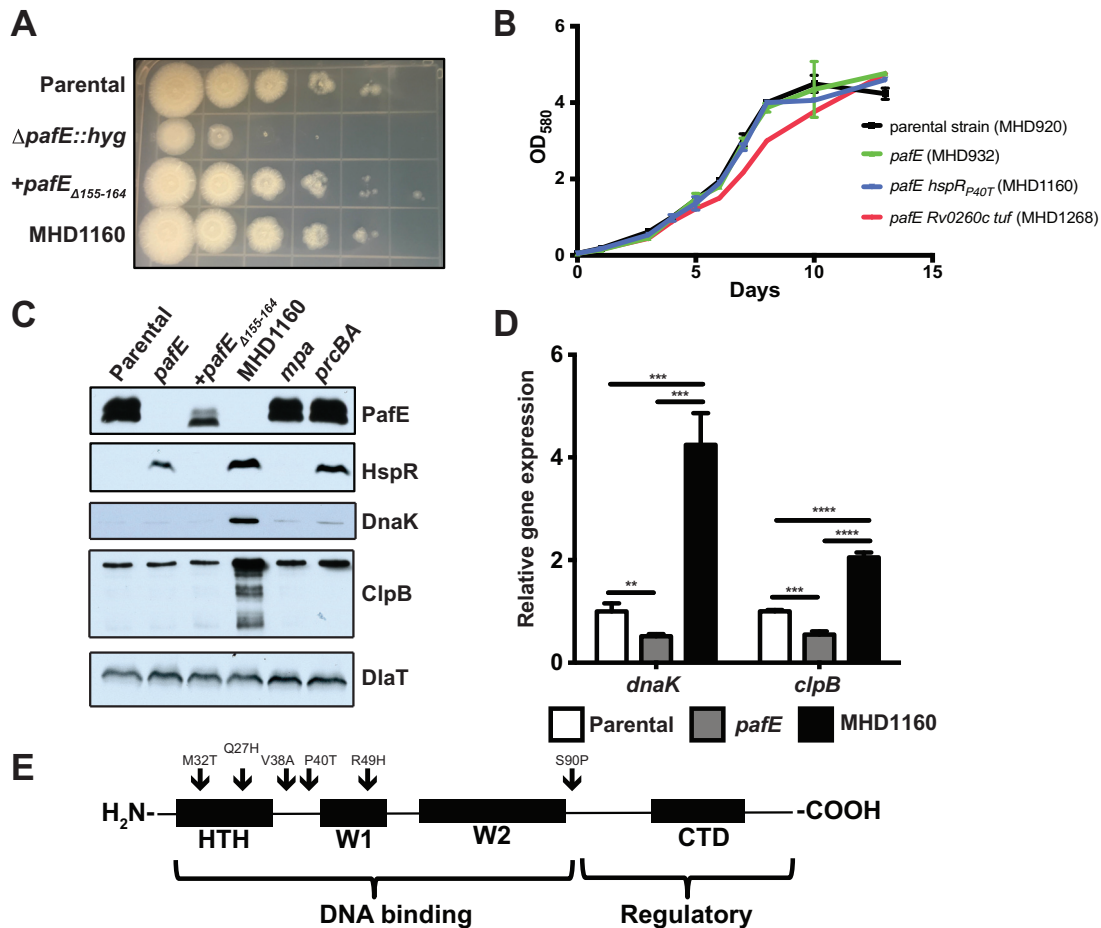 A
Parental
ΔpafE::hyg
+pafEΔ155-164
MHD1160
B
OD580
6
4
2
0
0
5
10
15
Days
parental strain (MHD920)
pafE (MHD932)
pafE hspRP40T (MHD1160)
pafE Rv0260c tuf (MHD1268)
C
Parental
pafE
+pafEΔ155-164
MHD1160
mpa
prcBA
PafE
HspR
DnaK
ClpB
DlaT
D
Relative gene expression
6
4
2
0
***
***
**
****
****
***
dnaK
clpB
Parental
pafE
MHD1160
E
M32T
Q27H
V38A
P40T
R49H
S90P
H2N-
-COOH
HTH
W1
W2
CTD
DNA binding
Regulatory